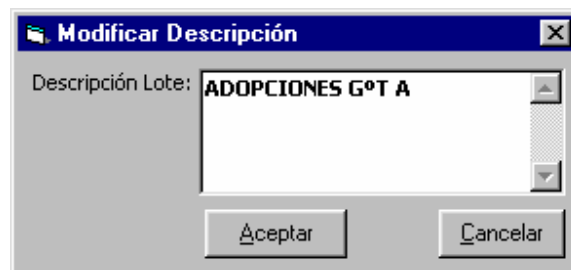 Modificar Descripción
Descripción Lote: ADOPCIONES GºT A
Aceptar Cancelar